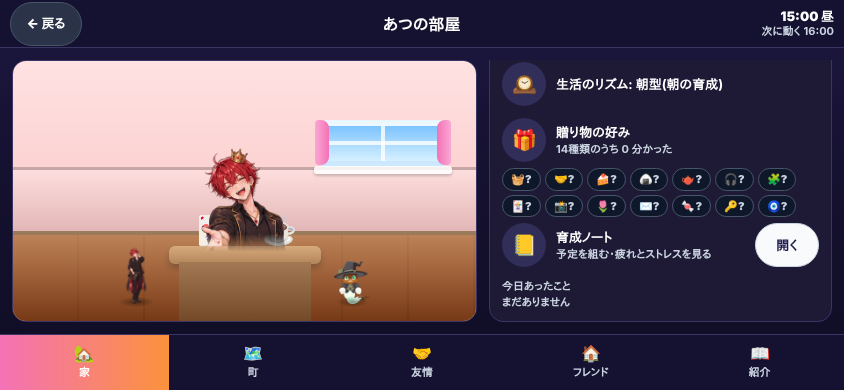 ← 戻る
あつの部屋
15:00 昼
次に動く 16:00
生活のリズム: 朝型(朝の育成)
贈り物の好み
14種類のうち 0 分かった
? ? ? ? ? ? ?
? ? ? ? ? ? ?
育成ノート
予定を組む·疲れとストレスを見る
開く
今日あったこと
まだありません
家
町
友情
フレンド
紹介